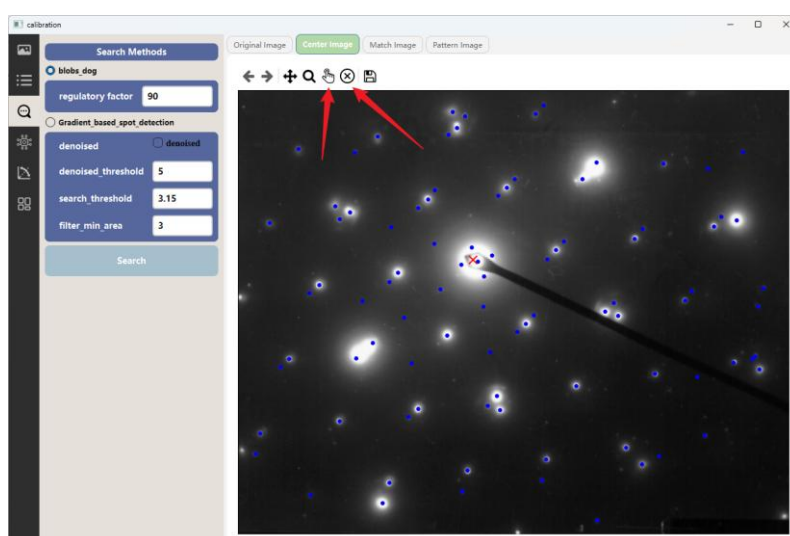 calibration
Search Methods
blobs_dog
regulatory factor 90
Gradient_based_spot_detection
denoised denoised
denoised_threshold 5
search_threshold 3.15
filter_min_area 3
Search
Original Image Center Image Match Image Pattern Image